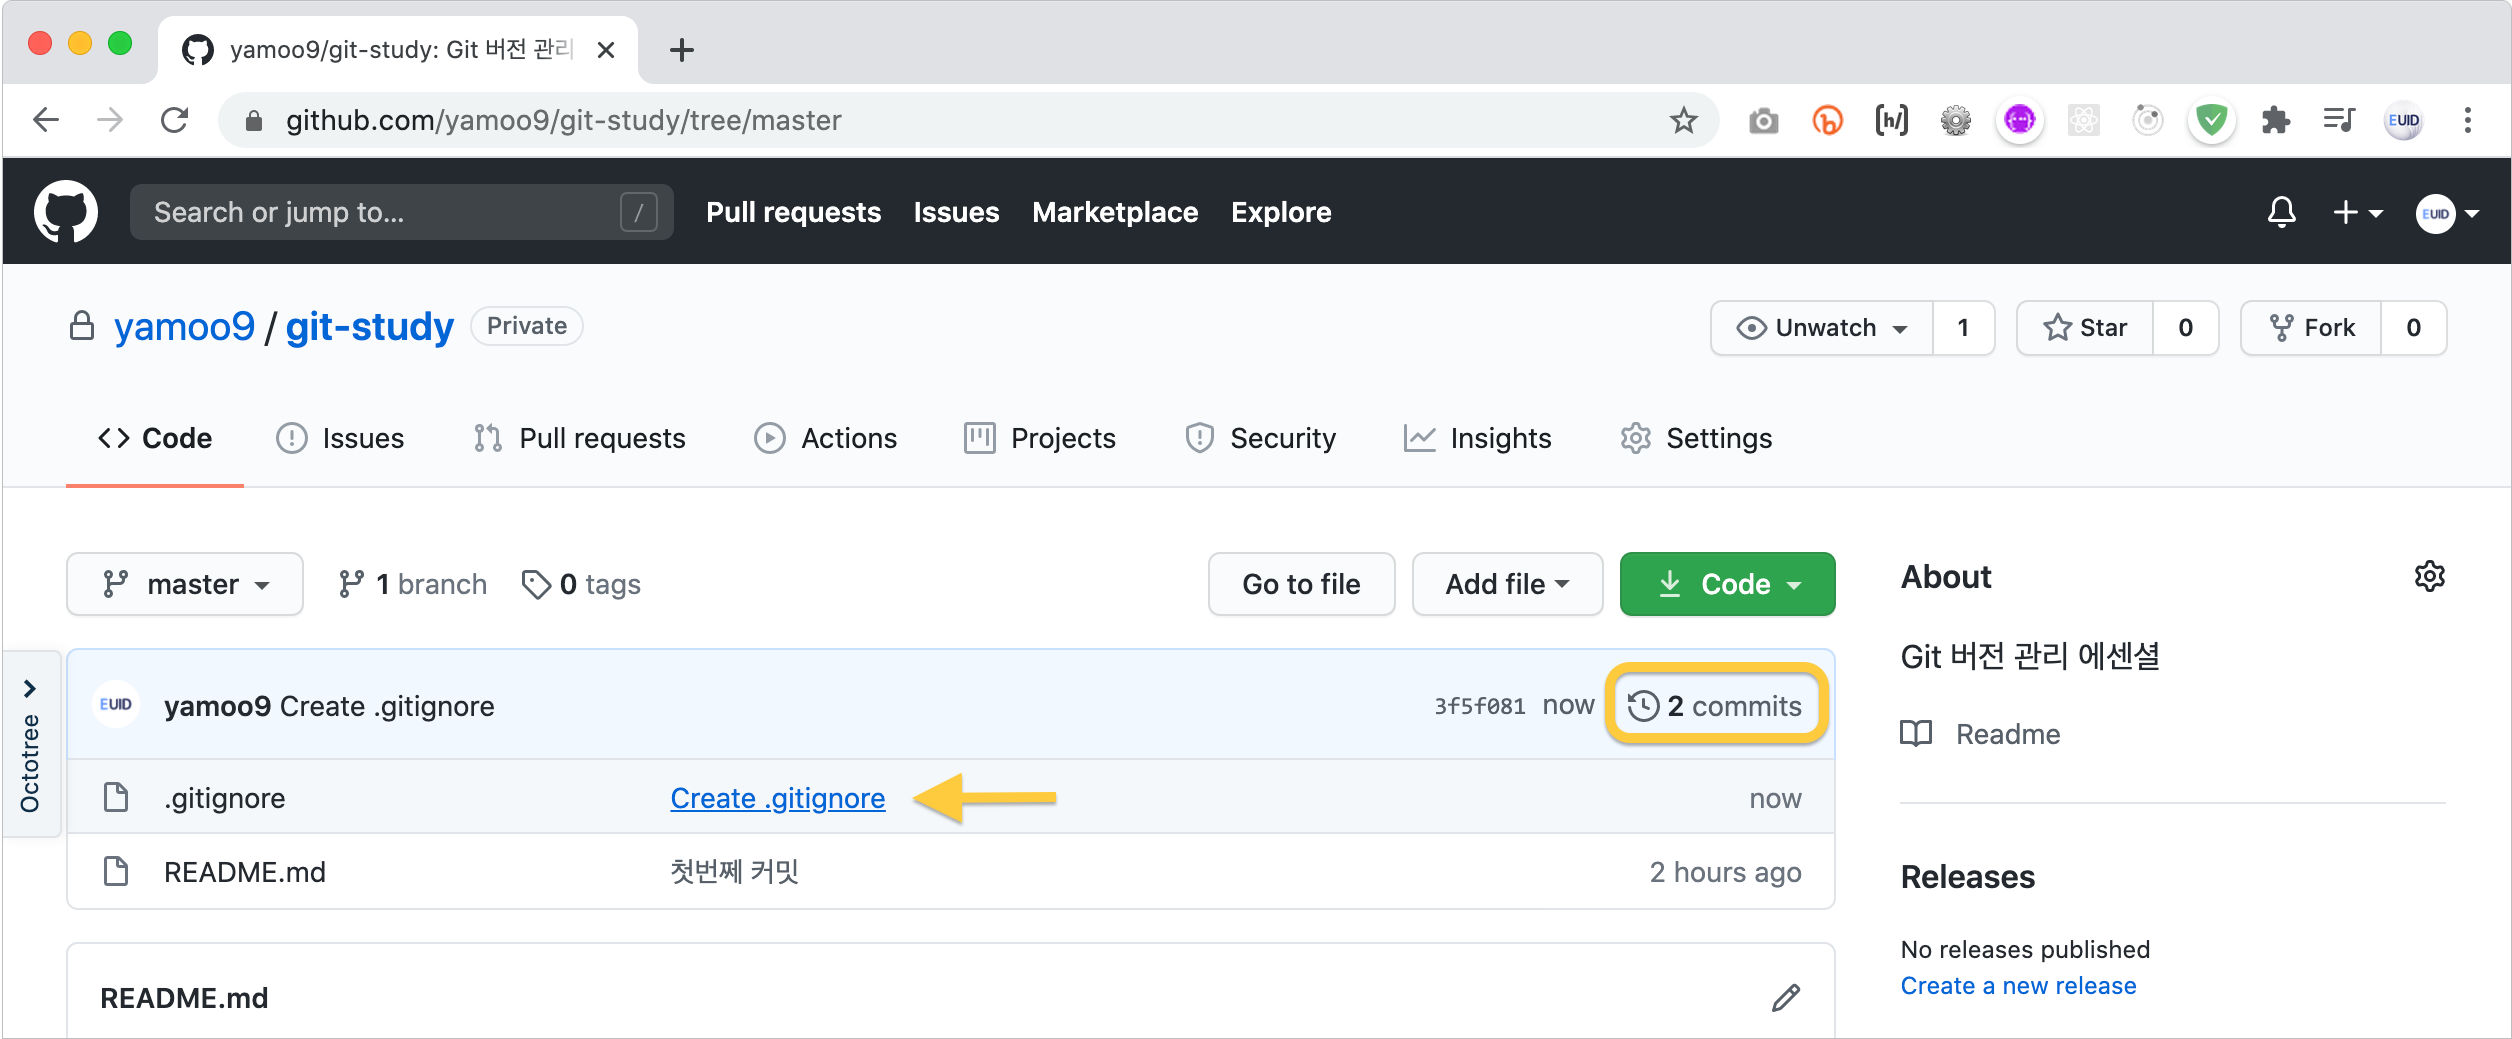 yamoo9/git-study: Git 버전 관리
github.com/yamoo9/git-study/tree/master
[h/]
EUID
Search or jump to...
/
Pull requests
Issues
Marketplace
Explore
EUID
yamoo9 / git-study
Private
Unwatch
1
Star
0
Fork
0
Code
Issues
Pull requests
Actions
Projects
Security
Insights
Settings
master
1 branch
0 tags
Go to file
Add file
Code
About
Git 버전 관리 에센셜
Readme
Octotree
EUID
yamoo9 Create .gitignore
3f5f081 now
2 commits
.gitignore
Create .gitignore
now
README.md
첫번쩨 커밋
2 hours ago
Releases
No releases published
Create a new release
README.md